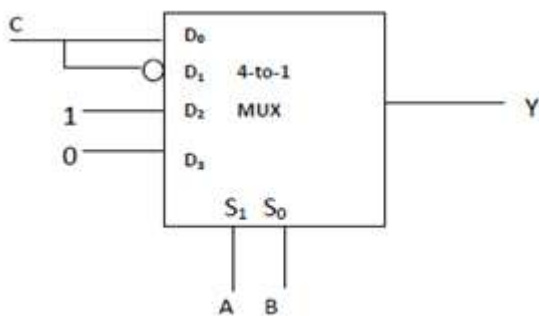 C
D₀
D₁ 4-to-1
1 D₂ MUX Y
0 D₃
S₁ S₀
A B